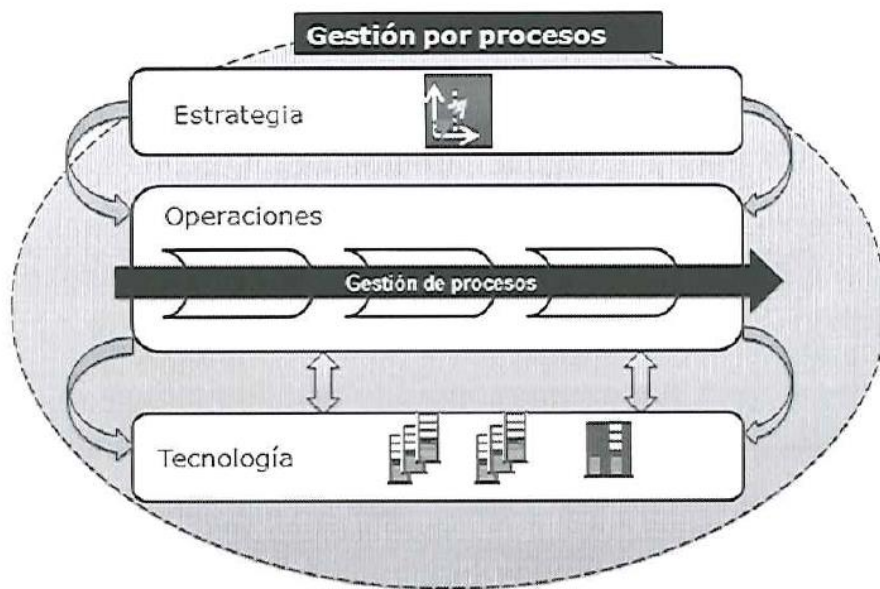 Gestión por procesos
Estrategia
Operaciones
Gestión de procesos
Tecnología